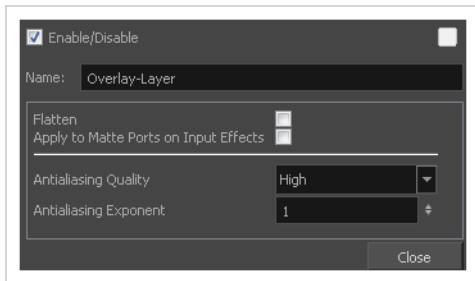 Enable/Disable
Name: Overlay-Layer
Flatten
Apply to Matte Ports on Input Effects
Antialiasing Quality High
Antialiasing Exponent 1
Close